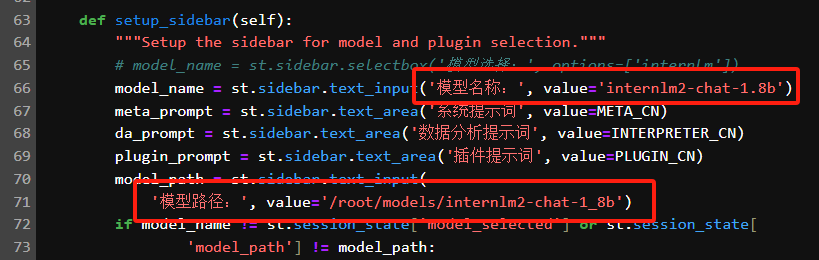 63 def setup_sidebar(self):
64 """Setup the sidebar for model and plugin selection."""
65 # model_name = st.sidebar.selectbox('模型选择：', options=['internlm'])
66 model_name = st.sidebar.text_input('模型名称：', value='internlm2-chat-1.8b')
67 meta_prompt = st.sidebar.text_area('系统提示词', value=META_CN)
68 da_prompt = st.sidebar.text_area('数据分析提示词', value=INTERPRETER_CN)
69 plugin_prompt = st.sidebar.text_area('插件提示词', value=PLUGIN_CN)
70 model_path = st.sidebar.text_input(
71 '模型路径：', value='/root/models/internlm2-chat-1_8b')
72 if model_name != st.session_state['model_selected'] or st.session_state[
73 'model_path'] != model_path: